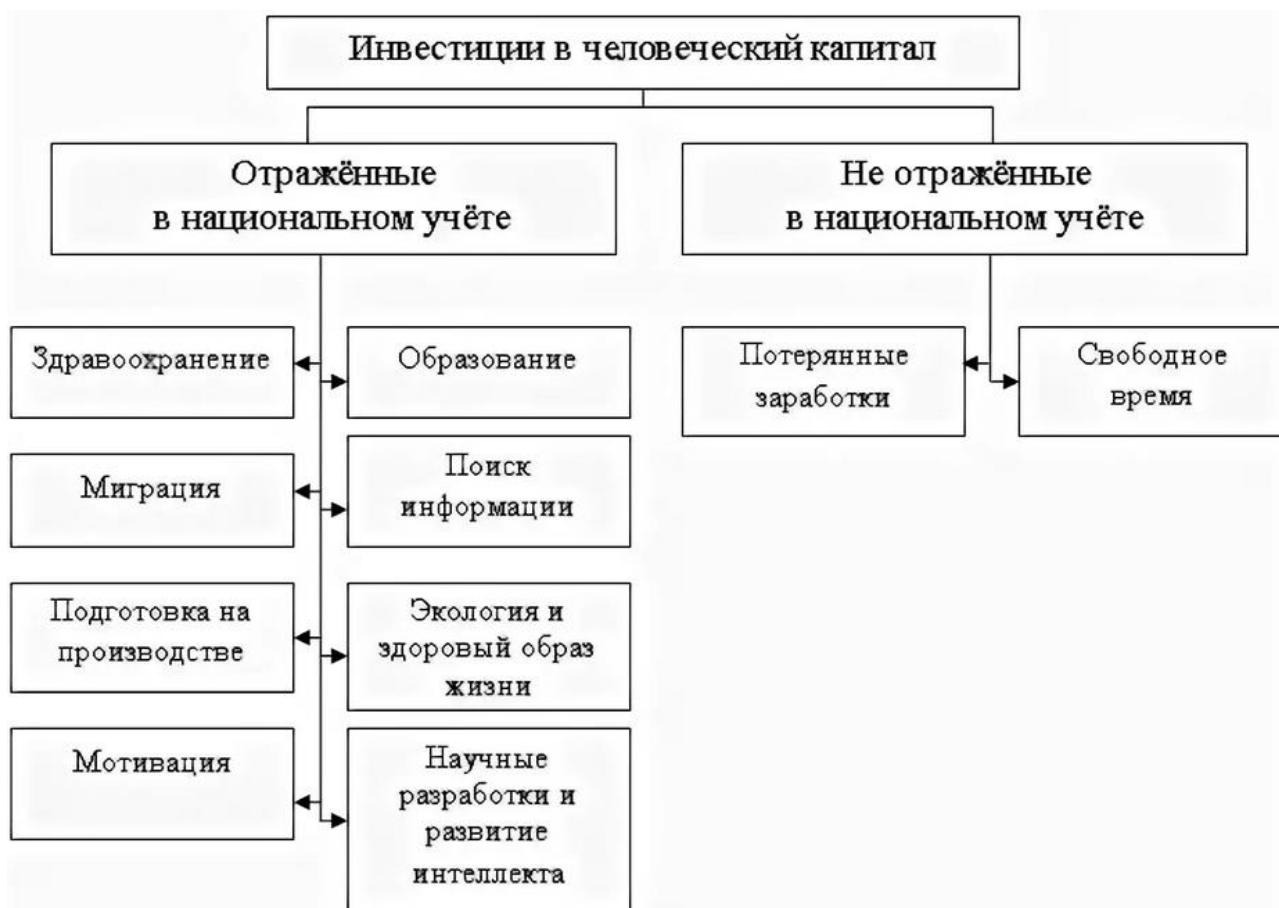 Инвестиции в человеческий капитал
Отражённые
в национальном учёте
Не отражённые
в национальном учёте
Здравоохранение
Образование
Потерянные
заработки
Свободное
время
Миграция
Поиск
информации
Подготовка на
производстве
Экология и
здоровый образ
жизни
Мотивация
Научные
разработки и
развитие
интеллекта